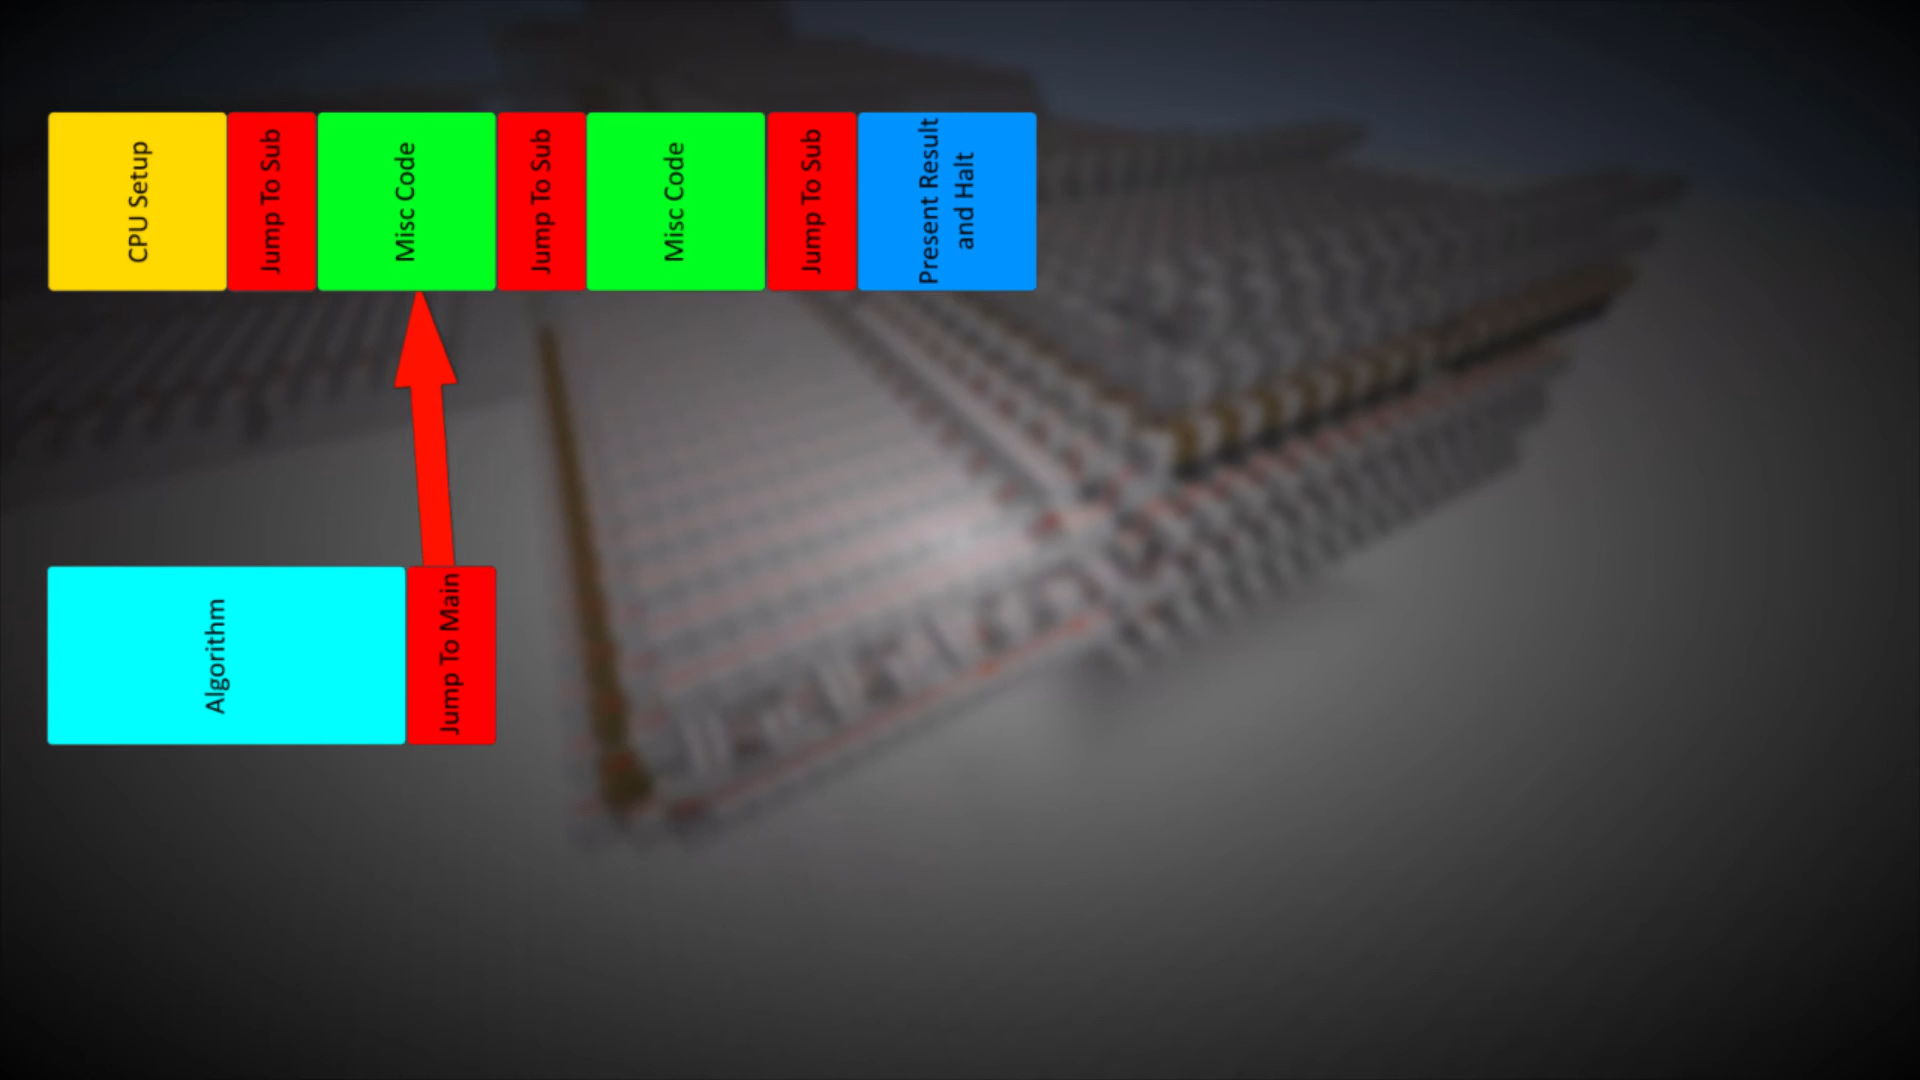 CPU Setup
Jump To Sub
Misc Code
Jump To Sub
Misc Code
Jump To Sub
Present Result
and Halt
Algorithm
Jump To Main